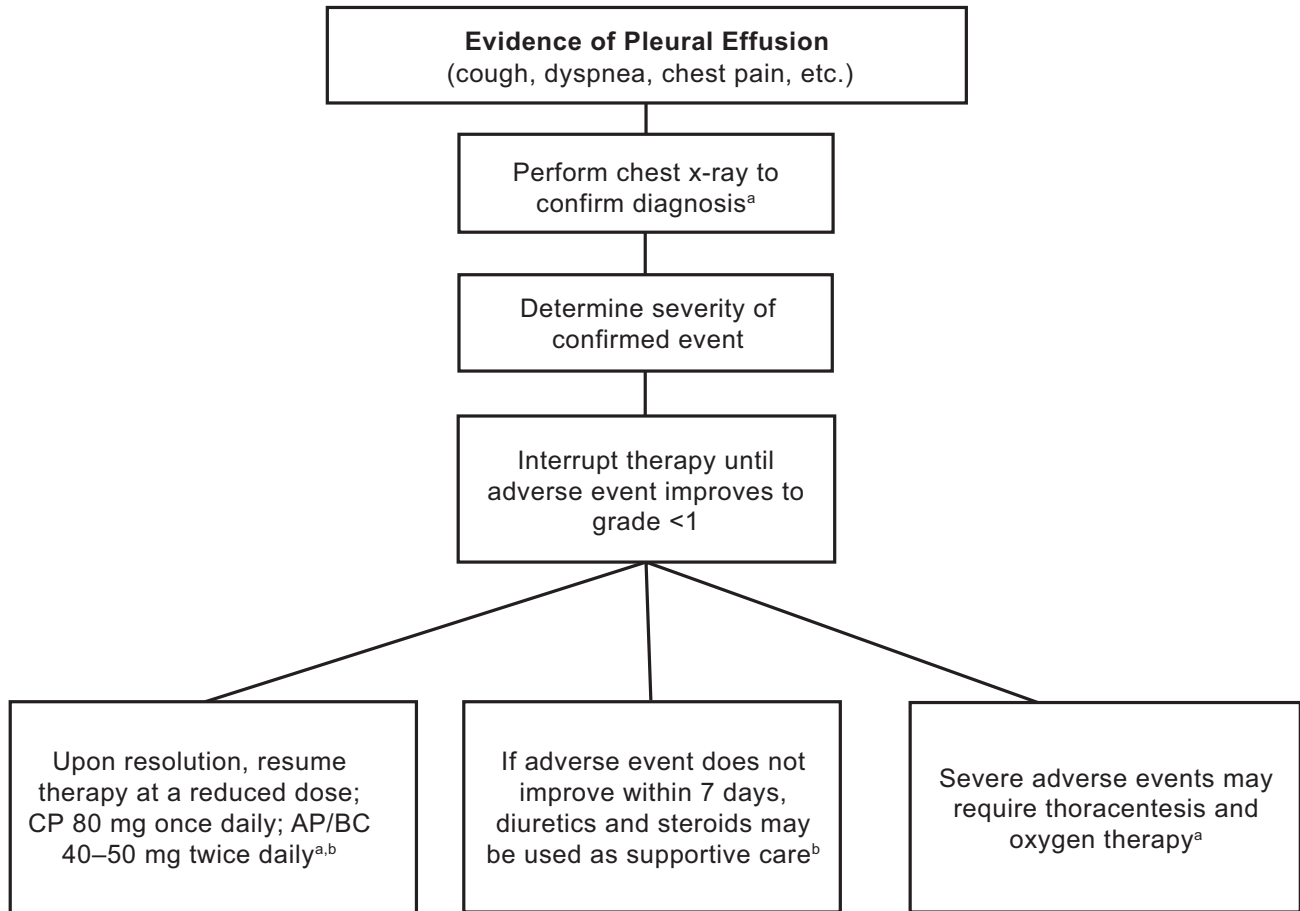 Evidence of Pleural Effusion
(cough, dyspnea, chest pain, etc.)
Perform chest x-ray to
confirm diagnosisᵃ
Determine severity of
confirmed event
Interrupt therapy until
adverse event improves to
grade <1
Upon resolution, resume
therapy at a reduced dose;
CP 80 mg once daily; AP/BC
40–50 mg twice dailyᵃ,ᵇ
If adverse event does not
improve within 7 days,
diuretics and steroids may
be used as supportive careᵇ
Severe adverse events may
require thoracentesis and
oxygen therapyᵃ